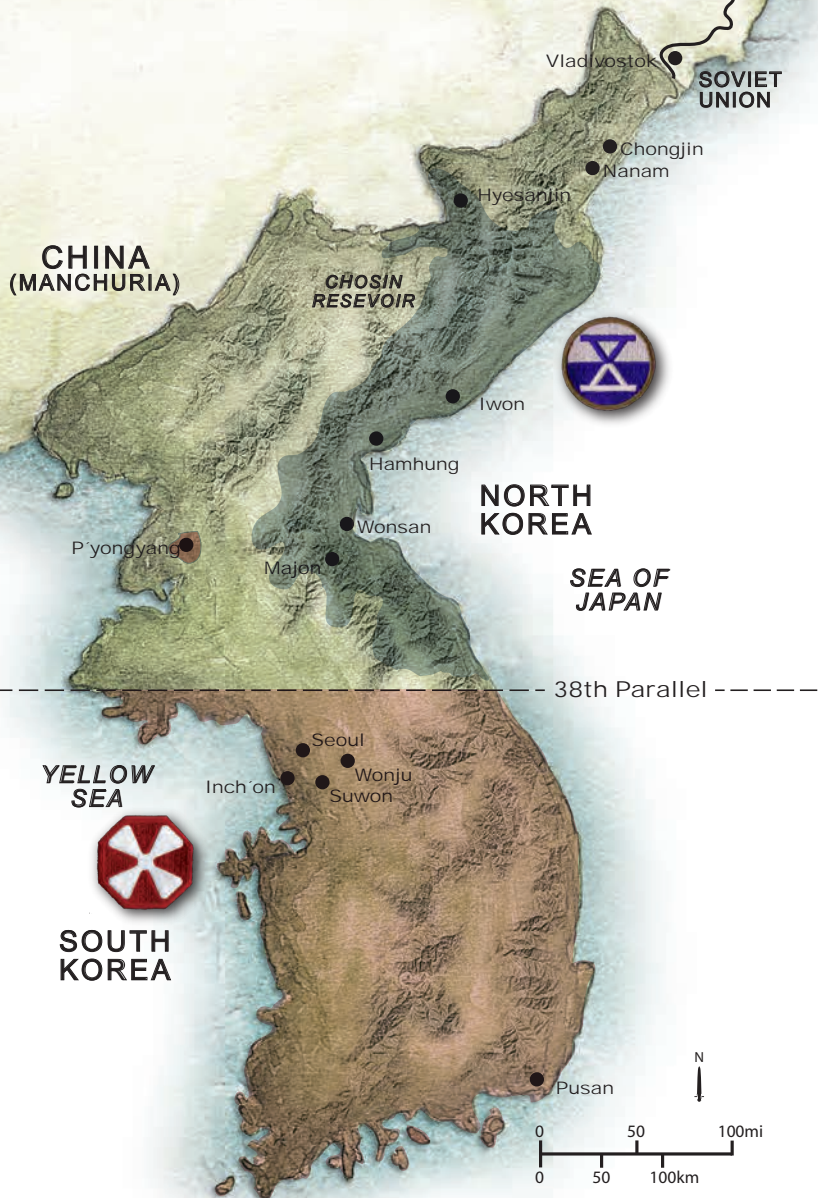 Vladivostok
SOVIET
UNION
Chongjin
Nanam
Hyesanjin
CHINA
(MANCHURIA)
CHOSIN
RESEVOIR
Iwon
Hamhung
NORTH
KOREA
Wonsan
P´yongyang
Majon
SEA OF
JAPAN
38th Parallel
Seoul
Wonju
YELLOW
SEA
Inch´on
Suwon
SOUTH
KOREA
N
Pusan
0 50 100mi
0 50 100km